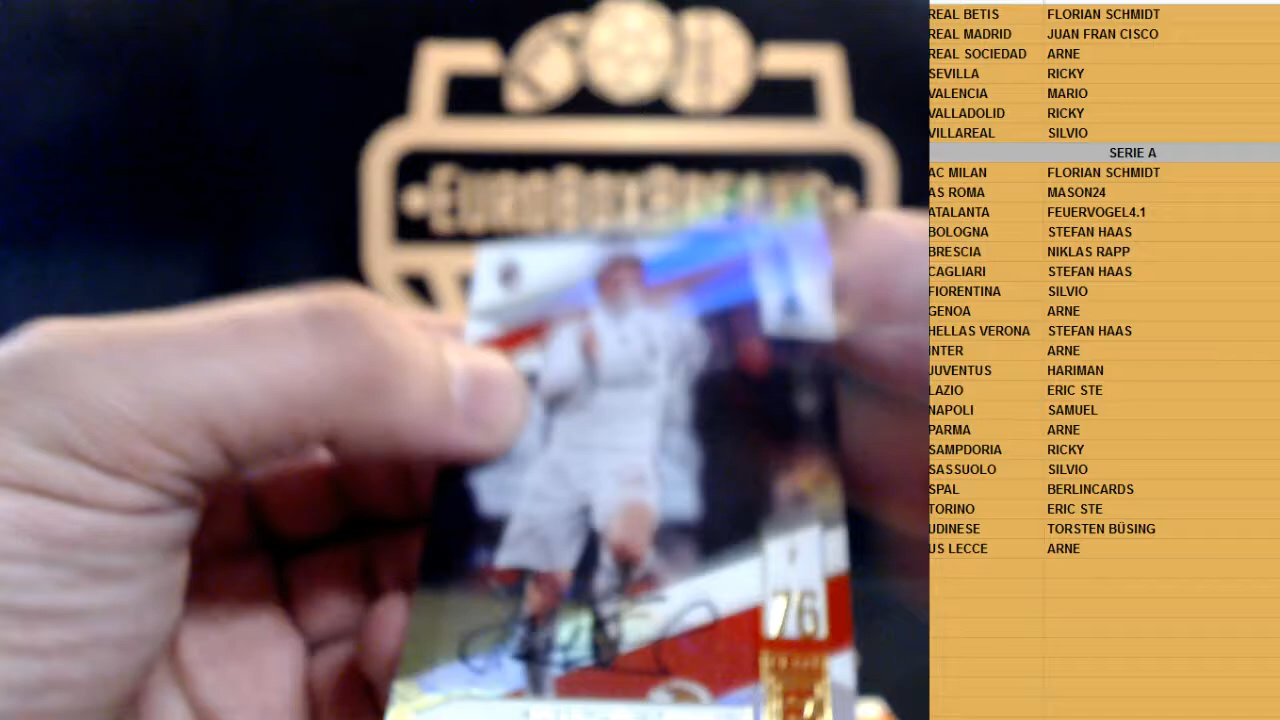 REAL BETIS FLORIAN SCHMIDT
REAL MADRID JUAN FRAN CISCO
REAL SOCIEDAD ARNE
SEVILLA RICKY
VALENCIA MARIO
VALLADOLID RICKY
VILLAREAL SILVIO
SERIE A
AC MILAN FLORIAN SCHMIDT
AS ROMA MASON24
ATALANTA FEUERVOGEL4.1
BOLOGNA STEFAN HAAS
BRESCIA NIKLAS RAPP
CAGLIARI STEFAN HAAS
FIORENTINA SILVIO
GENOA ARNE
HELLAS VERONA STEFAN HAAS
INTER ARNE
JUVENTUS HARIMAN
LAZIO ERIC STE
NAPOLI SAMUEL
PARMA ARNE
SAMPDORIA RICKY
SASSUOLO SILVIO
SPAL BERLINCARDS
TORINO ERIC STE
UDINESE TORSTEN BÜSING
US LECCE ARNE
76